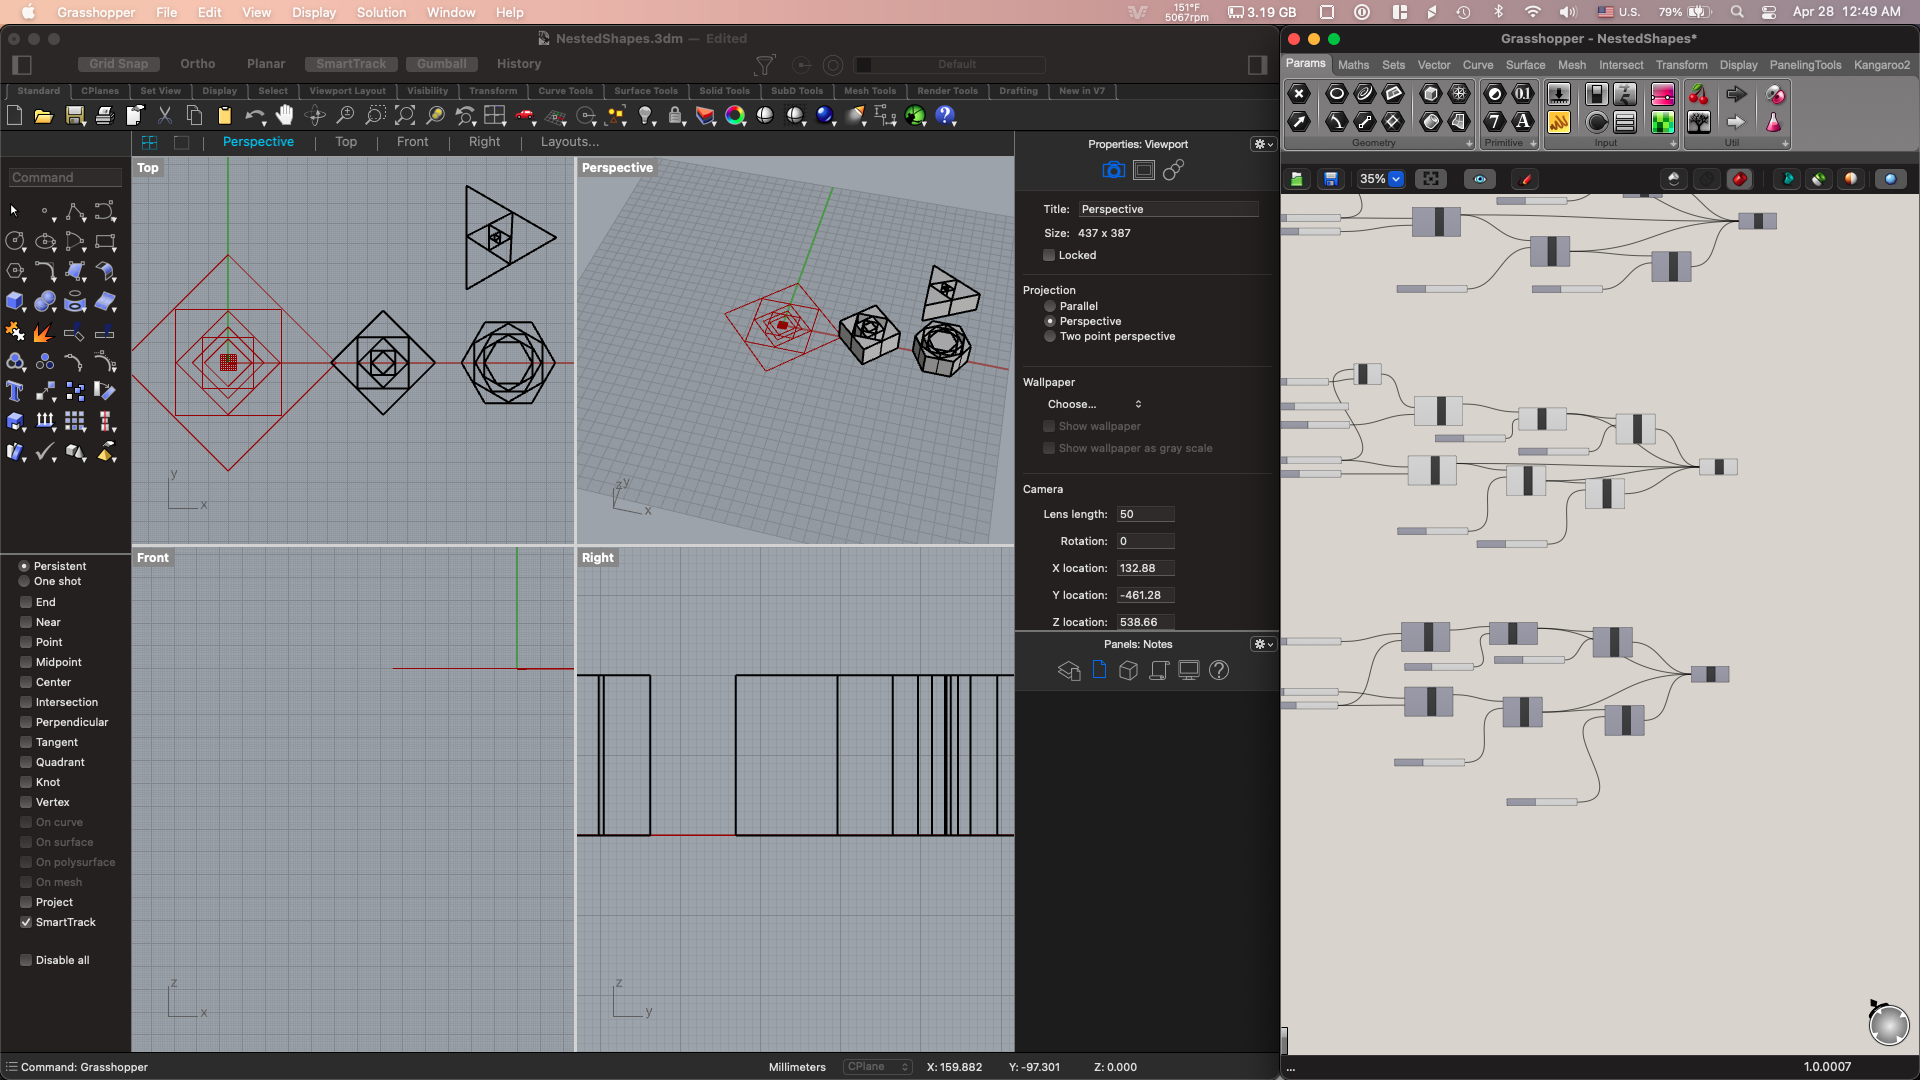 Grasshopper File Edit View Display Solution Window Help
151°F
5067rpm
3.19 GB
U.S.
79%
Apr 28 12:49 AM
NestedShapes.3dm — Edited
Grid Snap Ortho Planar SmartTrack Gumball History
Default
Standard CPlanes Set View Display Select Viewport Layout Visibility Transform Curve Tools Surface Tools Solid Tools SubD Tools Mesh Tools Render Tools Drafting New in V7
Perspective Top Front Right Layouts...
Command
Top
y
x
Perspective
z
y
x
Front
z
x
Right
z
y
Persistent
One shot
End
Near
Point
Midpoint
Center
Intersection
Perpendicular
Tangent
Quadrant
Knot
Vertex
On curve
On surface
On polysurface
On mesh
Project
SmartTrack
Disable all
Properties: Viewport
Title: Perspective
Size: 437 x 387
Locked
Projection
Parallel
Perspective
Two point perspective
Wallpaper
Choose...
Show wallpaper
Show wallpaper as gray scale
Camera
Lens length: 50
Rotation: 0
X location: 132.88
Y location: -461.28
Z location: 538.66
Panels: Notes
Command: Grasshopper
Millimeters
CPlane
X: 159.882
Y: -97.301
Z: 0.000
Grasshopper - NestedShapes*
Params Maths Sets Vector Curve Surface Mesh Intersect Transform Display PanelingTools Kangaroo2
Geometry
Primitive
Input
Util
35%
...
1.0.0007